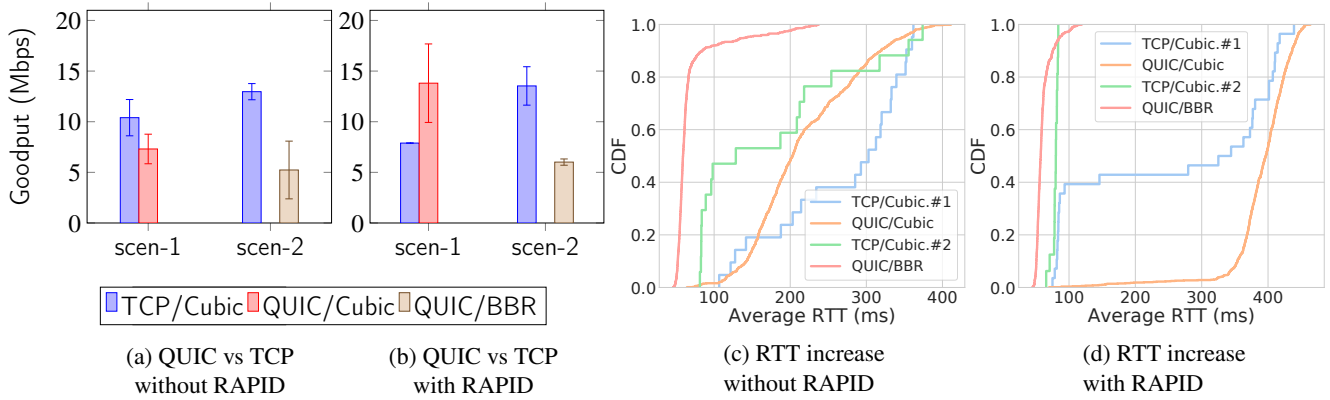 Goodput (Mbps)
20
15
10
5
0
scen-1
scen-2
20
15
10
5
0
scen-1
scen-2
TCP/Cubic
QUIC/Cubic
QUIC/BBR
(a) QUIC vs TCP
without RAPID
(b) QUIC vs TCP
with RAPID
CDF
1.0
0.8
0.6
0.4
0.2
0.0
100
200
300
400
Average RTT (ms)
TCP/Cubic.#1
QUIC/Cubic
TCP/Cubic.#2
QUIC/BBR
(c) RTT increase
without RAPID
CDF
1.0
0.8
0.6
0.4
0.2
0.0
100
200
300
400
Average RTT (ms)
TCP/Cubic.#1
QUIC/Cubic
TCP/Cubic.#2
QUIC/BBR
(d) RTT increase
with RAPID